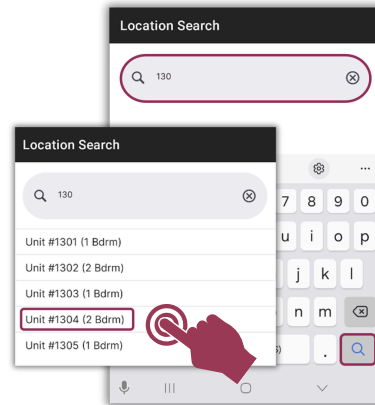 Location Search
130
Location Search
130
Unit #1301 (1 Bdrm)
Unit #1302 (2 Bdrm)
Unit #1303 (1 Bdrm)
Unit #1304 (2 Bdrm)
Unit #1305 (1 Bdrm)
7 8 9 0
u i o p
j k l
n m
.